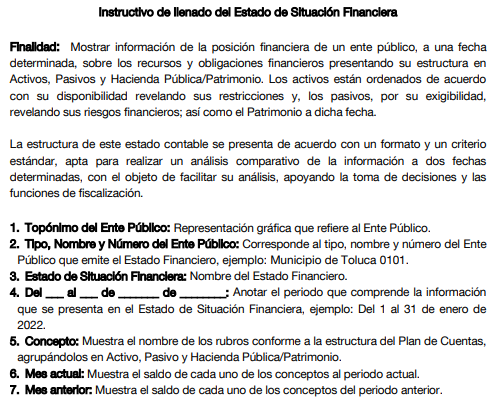 Instructivo de llenado del Estado de Situación Financiera
Finalidad: Mostrar información de la posición financiera de un ente público, a una fecha
determinada, sobre los recursos y obligaciones financieros presentando su estructura en
Activos, Pasivos y Hacienda Pública/Patrimonio. Los activos están ordenados de acuerdo
con su disponibilidad revelando sus restricciones y, los pasivos, por su exigibilidad,
revelando sus riesgos financieros; así como el Patrimonio a dicha fecha.
La estructura de este estado contable se presenta de acuerdo con un formato y un criterio
estándar, apta para realizar un análisis comparativo de la información a dos fechas
determinadas, con el objeto de facilitar su análisis, apoyando la toma de decisiones y las
funciones de fiscalización.
1. Topónimo del Ente Público: Representación gráfica que refiere al Ente Público.
2. Tipo, Nombre y Número del Ente Público: Corresponde al tipo, nombre y número del Ente
Público que emite el Estado Financiero, ejemplo: Municipio de Toluca 0101.
3. Estado de Situación Financiera: Nombre del Estado Financiero.
4. Del ___ al ___ de _______ de ________: Anotar el periodo que comprende la información
que se presenta en el Estado de Situación Financiera, ejemplo: Del 1 al 31 de enero de
2022.
5. Concepto: Muestra el nombre de los rubros conforme a la estructura del Plan de Cuentas,
agrupándolos en Activo, Pasivo y Hacienda Pública/Patrimonio.
6. Mes actual: Muestra el saldo de cada uno de los conceptos al periodo actual.
7. Mes anterior: Muestra el saldo de cada uno de los conceptos del periodo anterior.